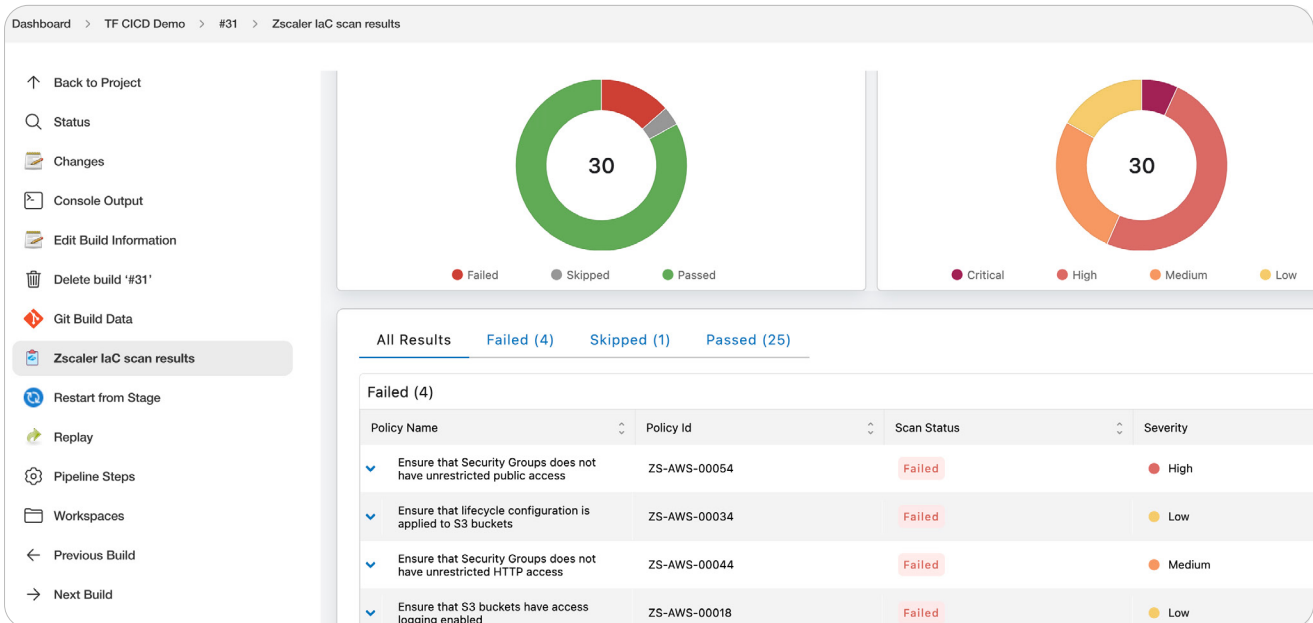 Dashboard > TF CICD Demo > #31 > Zscaler IaC scan results
Back to Project
Status
Changes
Console Output
Edit Build Information
Delete build ‘#31’
Git Build Data
Zscaler IaC scan results
Restart from Stage
Replay
Pipeline Steps
Workspaces
Previous Build
Next Build
30
Failed Skipped Passed
30
Critical High Medium Low
All Results Failed (4) Skipped (1) Passed (25)
Failed (4)
Policy Name Policy Id Scan Status Severity
Ensure that Security Groups does not
have unrestricted public access
ZS-AWS-00054 Failed High
Ensure that lifecycle configuration is
applied to S3 buckets
ZS-AWS-00034 Failed Low
Ensure that Security Groups does not
have unrestricted HTTP access
ZS-AWS-00044 Failed Medium
Ensure that S3 buckets have access
logging enabled
ZS-AWS-00018 Failed Low